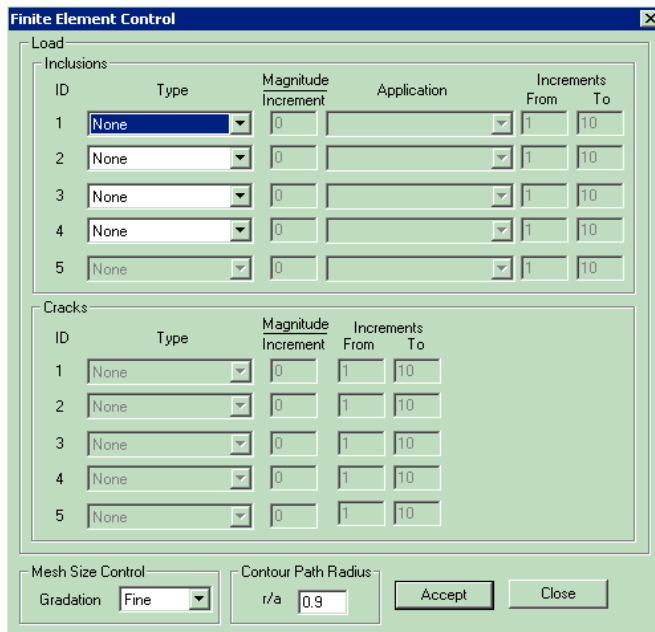 Finite Element Control
Load
Inclusions
ID Type Magnitude Increment Application Increments From To
1 None 0 1 10
2 None 0 1 10
3 None 0 1 10
4 None 0 1 10
5 None 0 1 10
Cracks
ID Type Magnitude Increment Increments From To
1 None 0 1 10
2 None 0 1 10
3 None 0 1 10
4 None 0 1 10
5 None 0 1 10
Mesh Size Control Contour Path Radius
Gradation Fine r/a 0.9 Accept Close